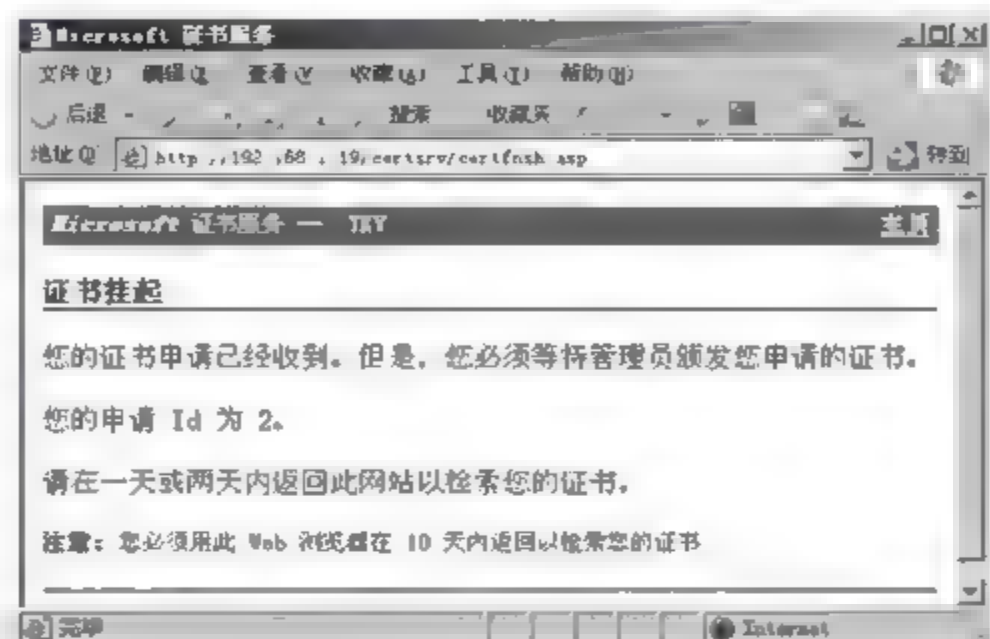 Microsoft 证书服务
文件(F) 编辑(E) 查看(V) 收藏(A) 工具(T) 帮助(H)
后退 搜索 收藏夹
地址(D) 转到
Microsoft 证书服务 — 主页
证书挂起
您的证书申请已经收到。但是，您必须等待管理员颁发您申请的证书。
您的申请 Id 为 2。
请在一天或两天内返回此网站以检索您的证书。
注意: 您必须用此 Web 浏览器在 10 天内返回以检索您的证书
完毕 Internet